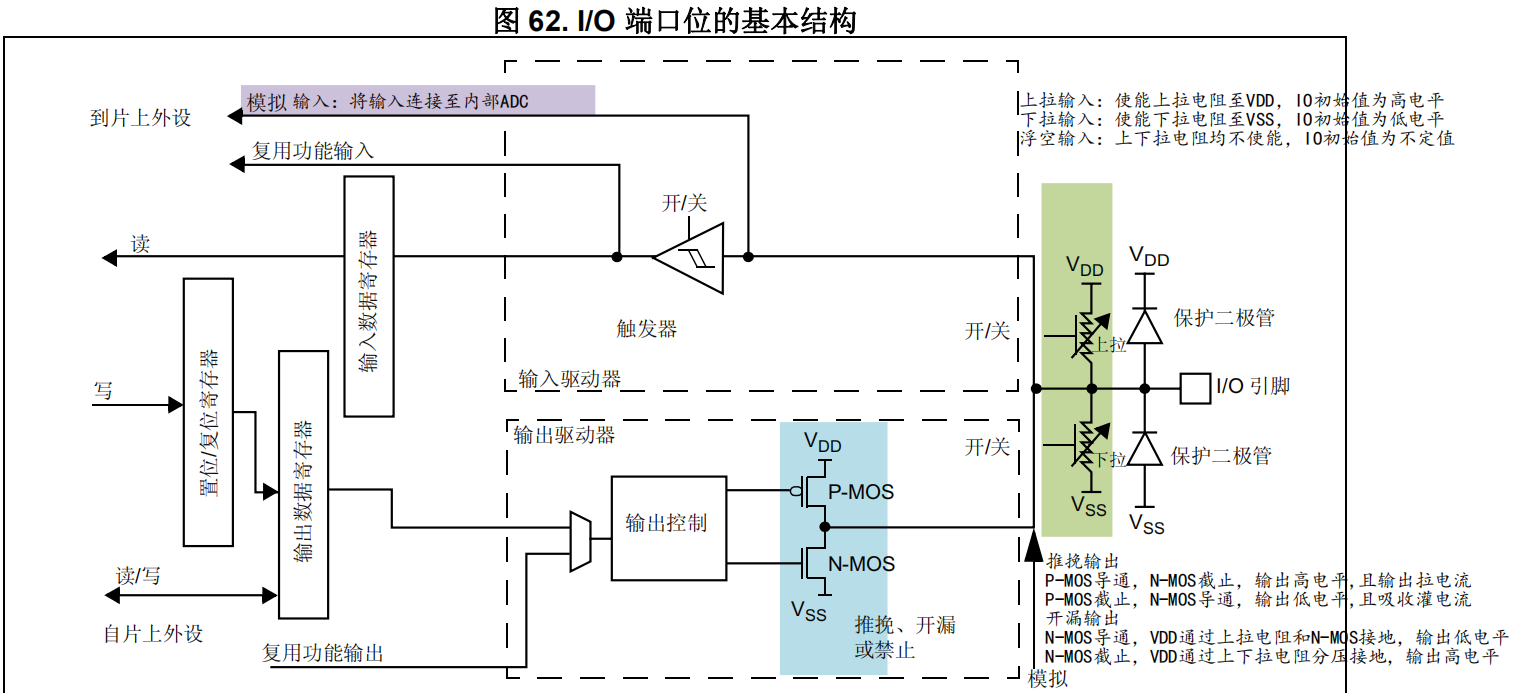 图 62. I/O 端口位的基本结构
模拟 输入：将输入连接至内部ADC
到片上外设
复用功能输入
上拉输入：使能上拉电阻至VDD，IO初始值为高电平
下拉输入：使能下拉电阻至VSS，IO初始值为低电平
浮空输入：上下拉电阻均不使能，IO初始值为不定值
开/关
读
输入数据寄存器
触发器
开/关
VDD
VDD
上拉
保护二极管
输入驱动器
I/O 引脚
写
置位/复位寄存器
输出数据寄存器
输出驱动器
开/关
VDD
下拉
保护二极管
VSS
VSS
输出控制
P-MOS
N-MOS
VSS
推挽、开漏
或禁止
读/写
自片上外设
复用功能输出
推挽输出
P-MOS导通，N-MOS截止，输出高电平,且输出拉电流
P-MOS截止，N-MOS导通，输出低电平,且吸收灌电流
开漏输出
N-MOS导通，VDD通过上拉电阻和N-MOS接地，输出低电平
N-MOS截止，VDD通过上下拉电阻分压接地，输出高电平
模拟